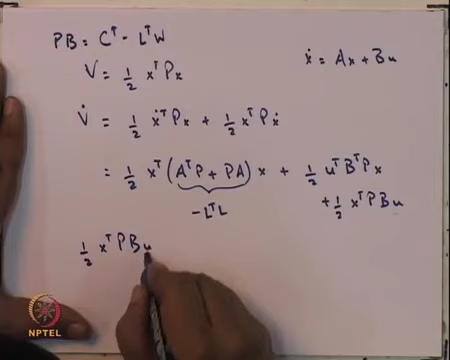 PB = Cᵀ - LᵀW
V = ½ xᵀPx
ẋ = Ax + Bu
V̇ = ½ ẋᵀPx + ½ xᵀPẋ
= ½ xᵀ(AᵀP + PA)x + ½ uᵀBᵀPx
+ ½ xᵀPBu
-LᵀL
½ xᵀPBu
NPTEL